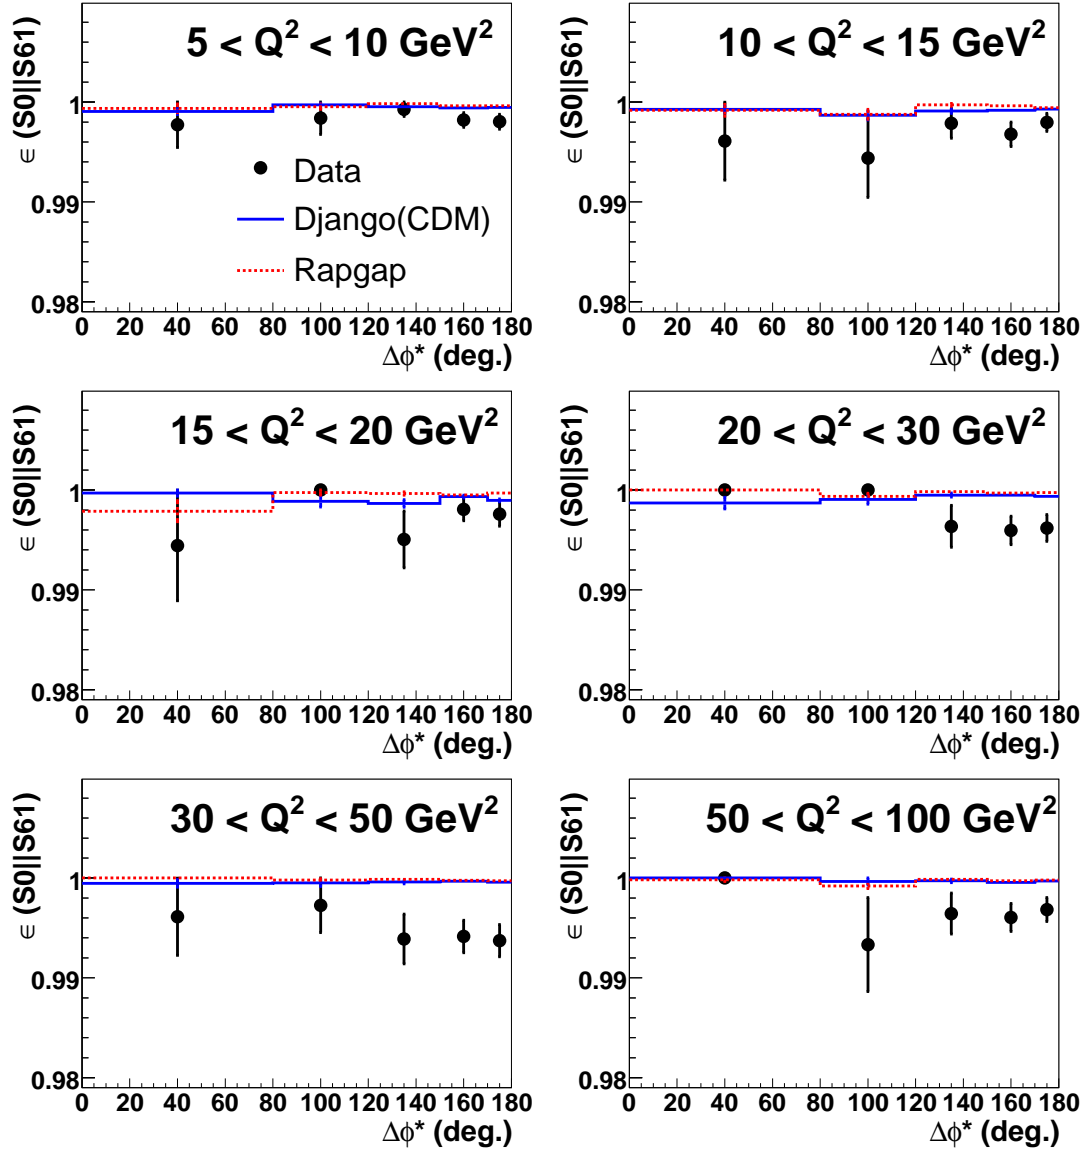 5 < Q² < 10 GeV²
∈ (S0||S61)
1
0.99
0.98
Data
Django(CDM)
Rapgap
0 20 40 60 80 100 120 140 160 180
Δϕ* (deg.)
10 < Q² < 15 GeV²
∈ (S0||S61)
1
0.99
0.98
0 20 40 60 80 100 120 140 160 180
Δϕ* (deg.)
15 < Q² < 20 GeV²
∈ (S0||S61)
1
0.99
0.98
0 20 40 60 80 100 120 140 160 180
Δϕ* (deg.)
20 < Q² < 30 GeV²
∈ (S0||S61)
1
0.99
0.98
0 20 40 60 80 100 120 140 160 180
Δϕ* (deg.)
30 < Q² < 50 GeV²
∈ (S0||S61)
1
0.99
0.98
0 20 40 60 80 100 120 140 160 180
Δϕ* (deg.)
50 < Q² < 100 GeV²
∈ (S0||S61)
1
0.99
0.98
0 20 40 60 80 100 120 140 160 180
Δϕ* (deg.)